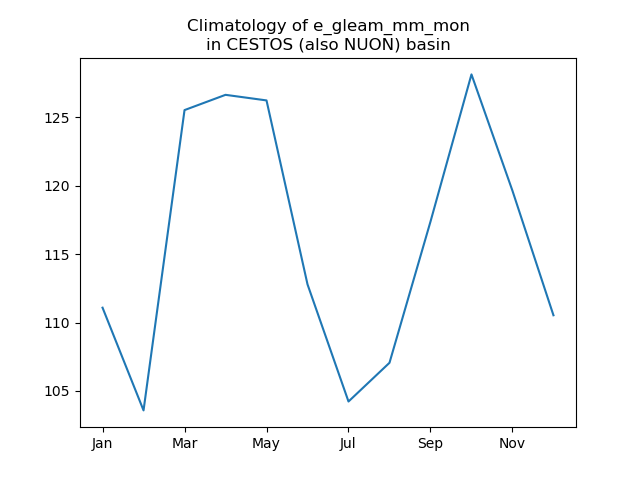 Climatology of e_gleam_mm_mon
in CESTOS (also NUON) basin
125
120
115
110
105
Jan Mar May Jul Sep Nov